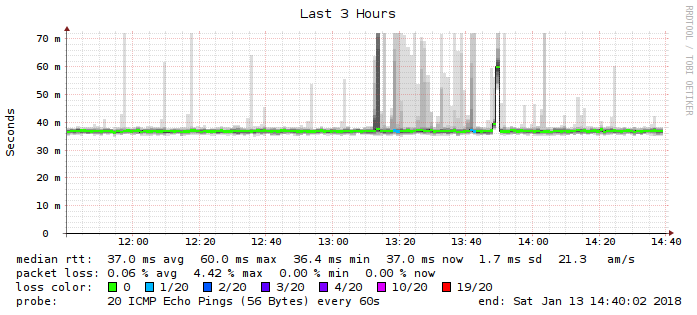 Last 3 Hours
RRDTOOL / TOBI OETIKER
Seconds
70 m
60 m
50 m
40 m
30 m
20 m
10 m
0
12:00 12:20 12:40 13:00 13:20 13:40 14:00 14:20 14:40
median rtt: 37.0 ms avg 60.0 ms max 36.4 ms min 37.0 ms now 1.7 ms sd 21.3 am/s
packet loss: 0.06 % avg 4.42 % max 0.00 % min 0.00 % now
loss color: 0 1/20 2/20 3/20 4/20 10/20 19/20
probe: 20 ICMP Echo Pings (56 Bytes) every 60s end: Sat Jan 13 14:40:02 2018